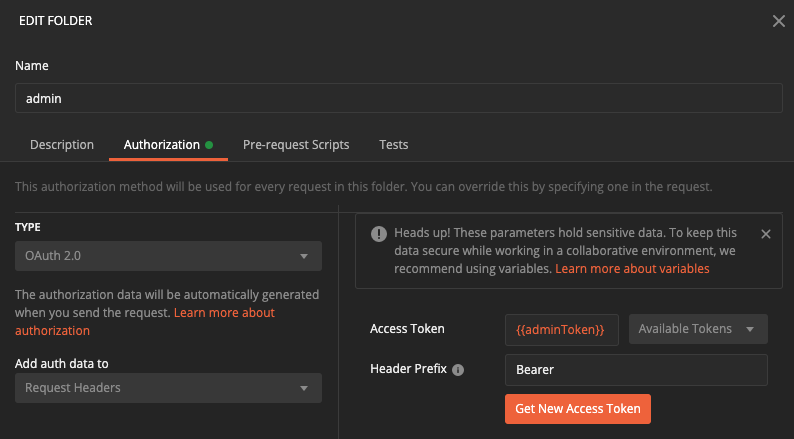 EDIT FOLDER
Name
admin
Description Authorization Pre-request Scripts Tests
This authorization method will be used for every request in this folder. You can override this by specifying one in the request.
TYPE
OAuth 2.0
The authorization data will be automatically generated
when you send the request. Learn more about
authorization
Add auth data to
Request Headers
Heads up! These parameters hold sensitive data. To keep this
data secure while working in a collaborative environment, we
recommend using variables. Learn more about variables
Access Token {{adminToken}} Available Tokens
Header Prefix Bearer
Get New Access Token